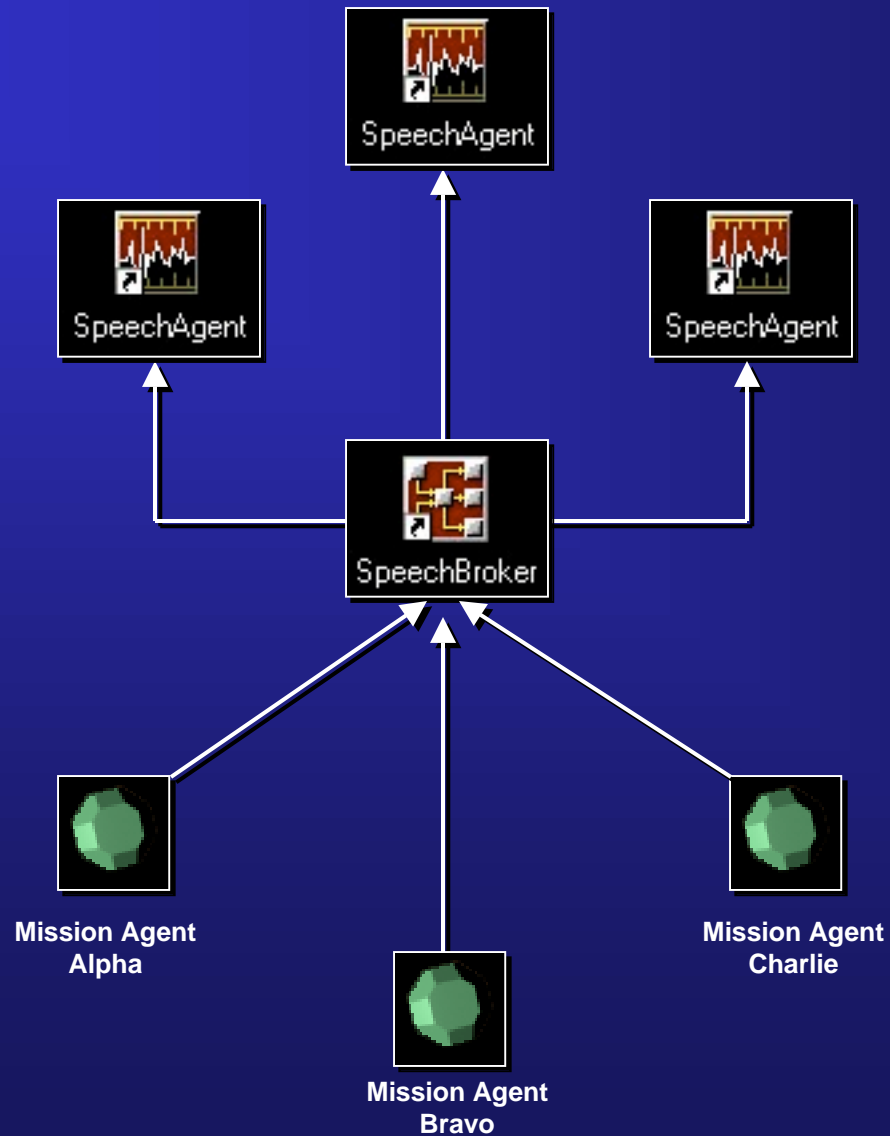 SpeechAgent
SpeechAgent
SpeechAgent
SpeechBroker
Mission Agent
Alpha
Mission Agent
Charlie
Mission Agent
Bravo